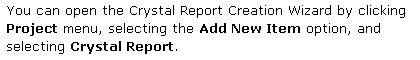 You can open the Crystal Report Creation Wizard by clicking
Project menu, selecting the Add New Item option, and
selecting Crystal Report.